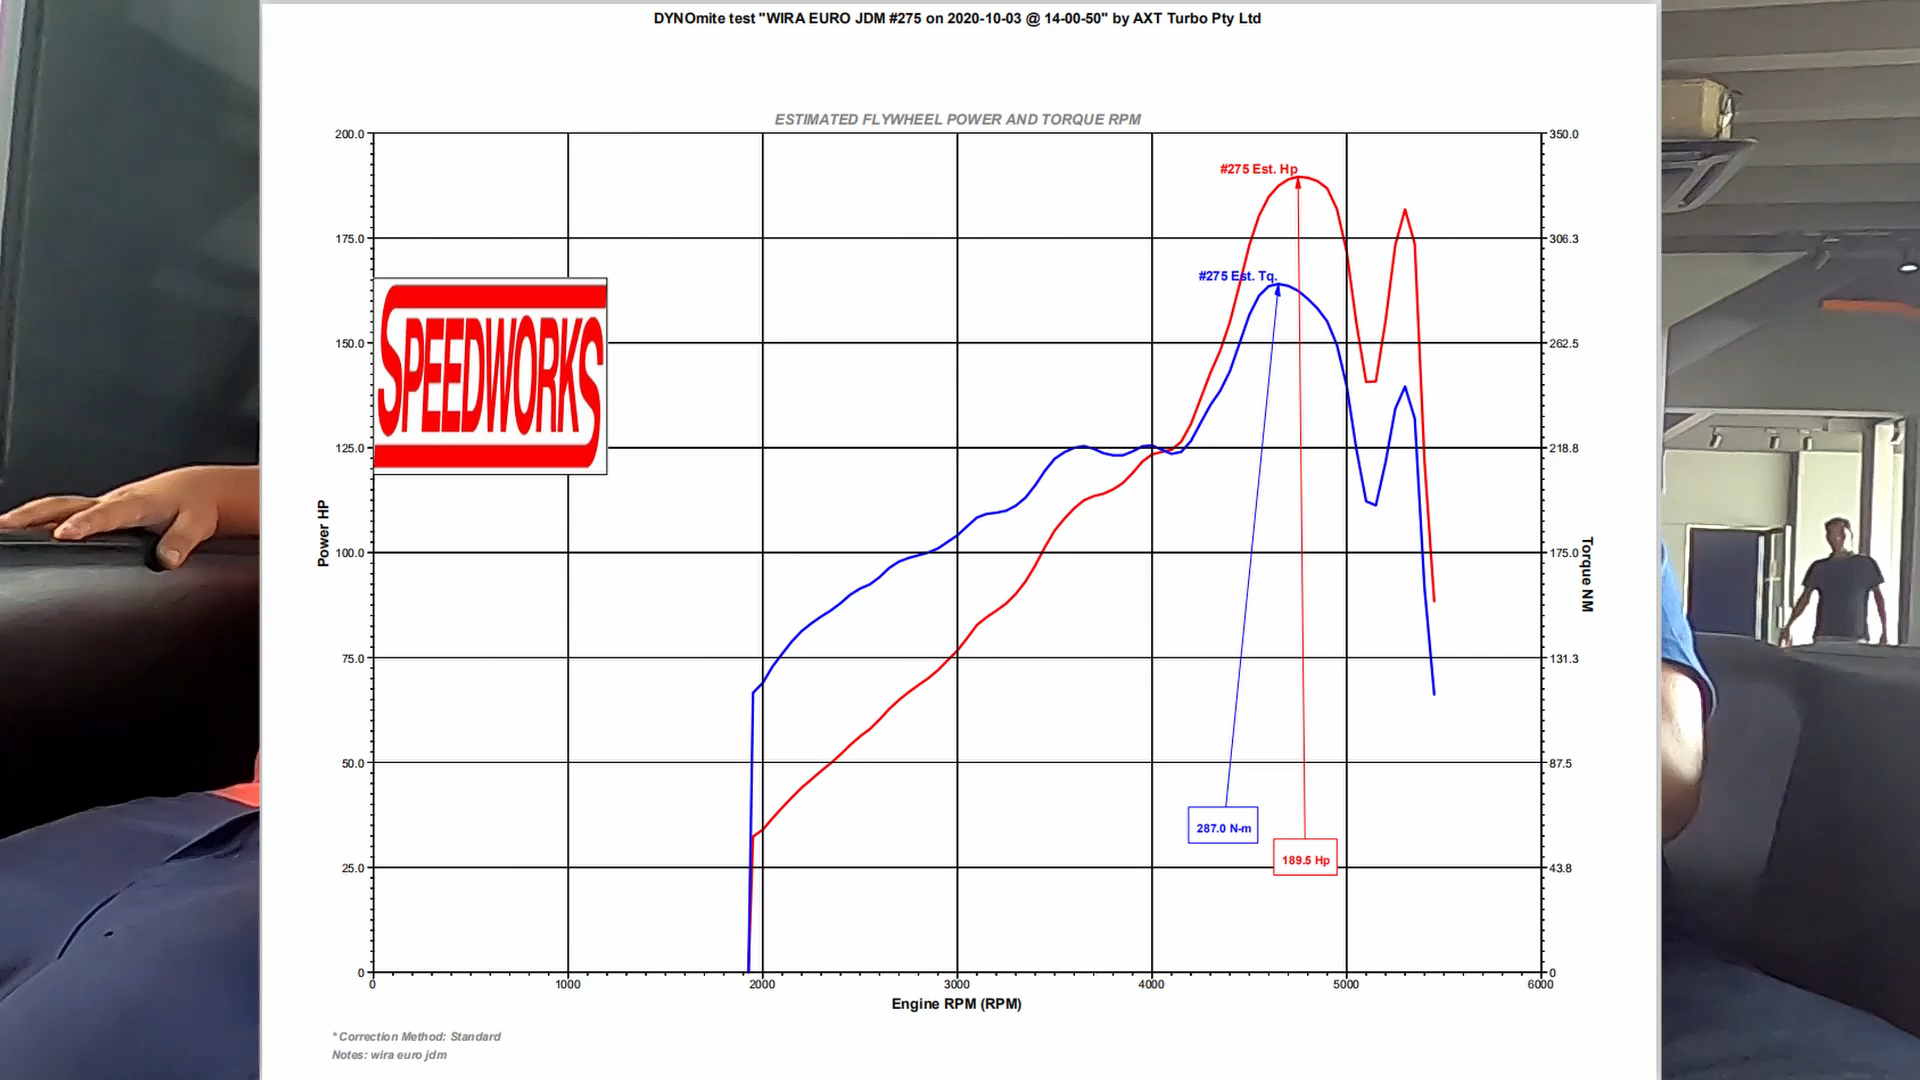 DYNOmite test "WIRA EURO JDM #275 on 2020-10-03 @ 14-00-50" by AXT Turbo Pty Ltd
ESTIMATED FLYWHEEL POWER AND TORQUE RPM
200.0
350.0
#275 Est. Hp
175.0
306.3
#275 Est. Tq.
SPEEDWORKS
150.0
262.5
125.0
218.8
Power HP
100.0
175.0
Torque NM
75.0
131.3
50.0
87.5
287.0 N-m
189.5 Hp
25.0
43.8
0
0
0 1000 2000 3000 4000 5000 6000
Engine RPM (RPM)
* Correction Method: Standard
Notes: wira euro jdm